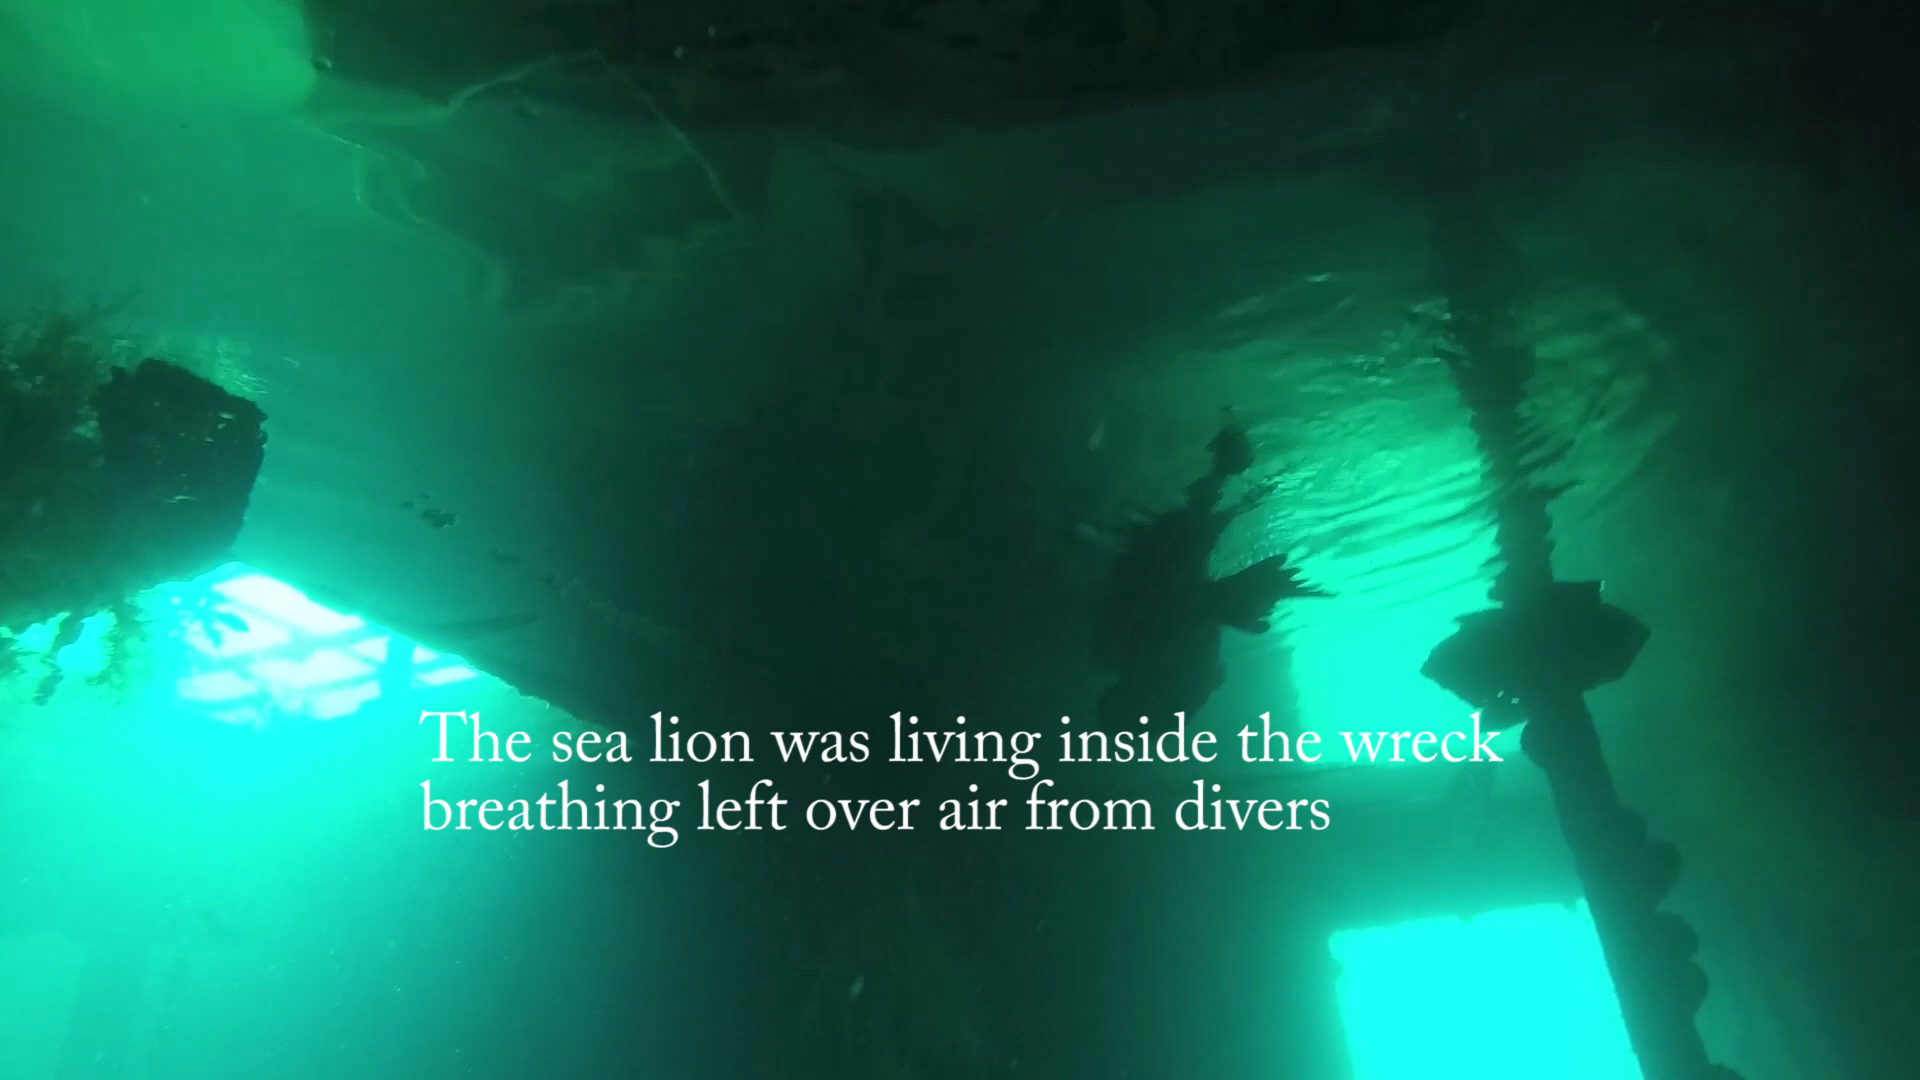 The sea lion was living inside the wreck
breathing left over air from divers